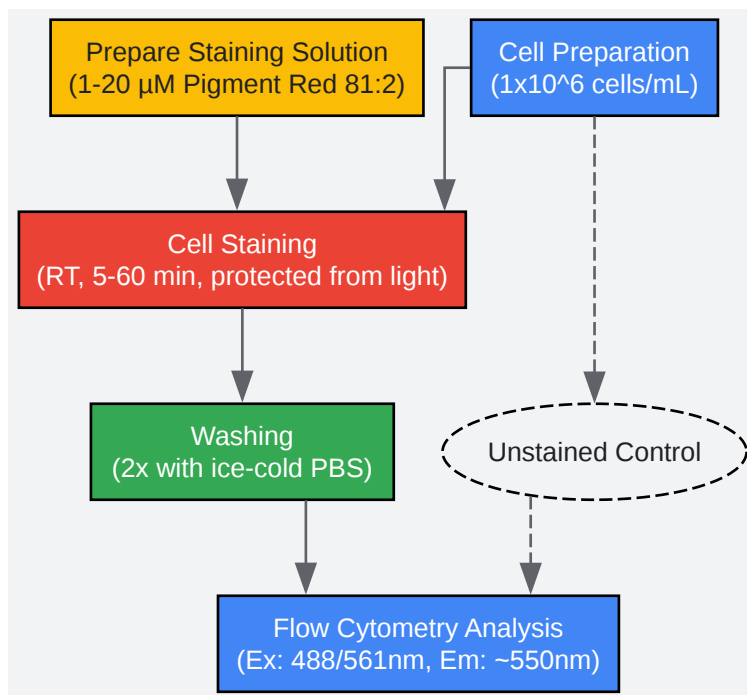 Prepare Staining Solution
(1-20 µM Pigment Red 81:2)
Cell Preparation
(1x10^6 cells/mL)
Cell Staining
(RT, 5-60 min, protected from light)
Washing
(2x with ice-cold PBS)
Unstained Control
Flow Cytometry Analysis
(Ex: 488/561nm, Em: ~550nm)